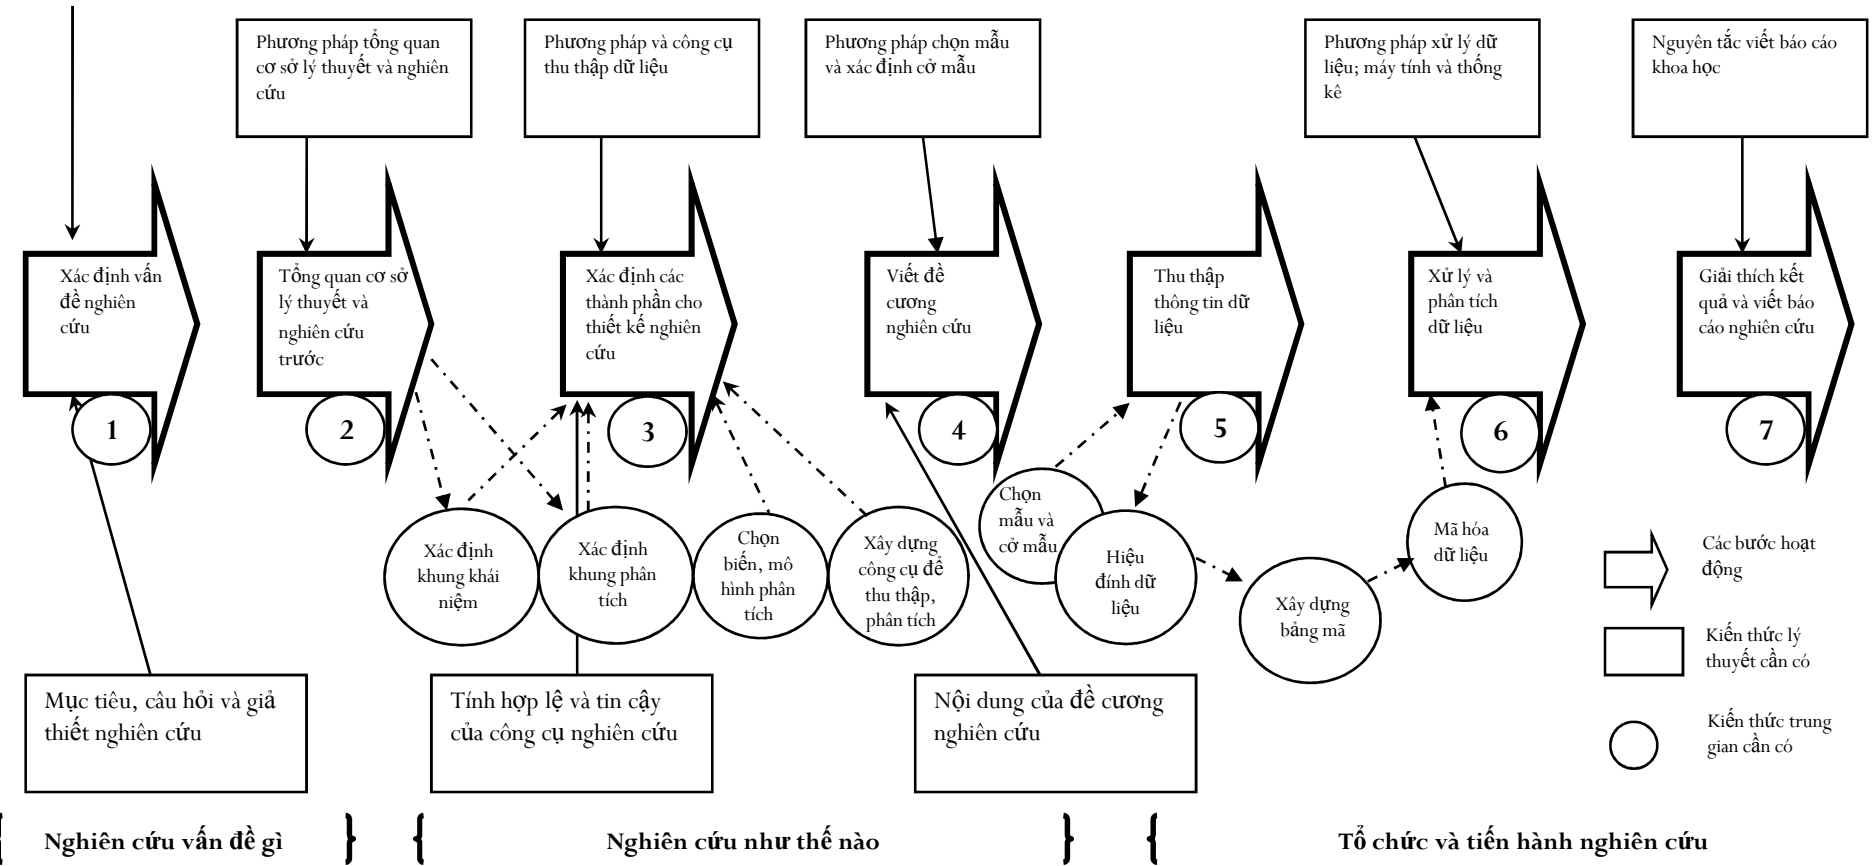 Phương pháp tổng quan
cơ sở lý thuyết và nghiên
cứu
Phương pháp và công cụ
thu thập dữ liệu
Phương pháp chọn mẫu
và xác định cở mẫu
Phương pháp xử lý dữ
liệu; máy tính và thống
kê
Nguyên tắc viết báo cáo
khoa học
Xác định vấn
đề nghiên
cứu
Tổng quan cơ sở
lý thuyết và
nghiên cứu
trước
Xác định các
thành phần cho
thiết kế nghiên
cứu
Viết đề
cương
nghiên cứu
Thu thập
thông tin dữ
liệu
Xử lý và
phân tích
dữ liệu
Giải thích kết
quả và viết báo
cáo nghiên cứu
1
2
3
4
5
6
7
Xác định
khung khái
niệm
Xác định
khung phân
tích
Chọn
biến, mô
hình phân
tích
Xây dựng
công cụ để
thu thập,
phân tích
Chọn
mẫu và
cở mẫu
Hiệu
đính dữ
liệu
Xây dựng
bảng mã
Mã hóa
dữ liệu
Các bước hoạt
động
Kiến thức lý
thuyết cần có
Kiến thức trung
gian cần có
Mục tiêu, câu hỏi và giả
thiết nghiên cứu
Tính hợp lệ và tin cậy
của công cụ nghiên cứu
Nội dung của đề cương
nghiên cứu
Nghiên cứu vấn đề gì
Nghiên cứu như thế nào
Tổ chức và tiến hành nghiên cứu